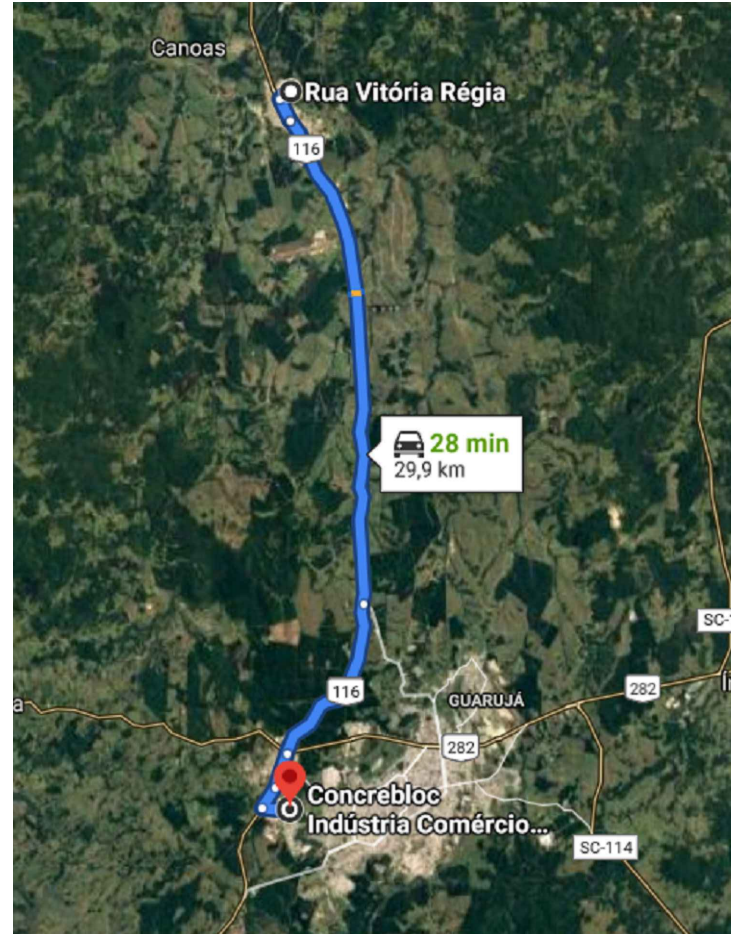 Canoas
Rua Vitória Régia
116
28 min
29,9 km
SC-
116
282
GUARUJÁ
a
282
Concrebloc
Indústria Comércio...
SC-114